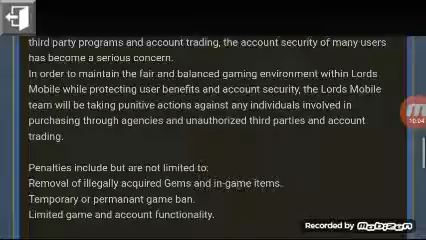 third party programs and account trading, the account security of many users
has become a serious concern.
In order to maintain the fair and balanced gaming environment within Lords
Mobile while protecting user benefits and account security, the Lords Mobile
team will be taking punitive actions against any individuals involved in
purchasing through agencies and unauthorized third parties and account
trading.
Penalties include but are not limited to:
Removal of illegally acquired Gems and in-game items.
Temporary or permanant game ban.
Limited game and account functionality.
10:04
Recorded by Mobizen